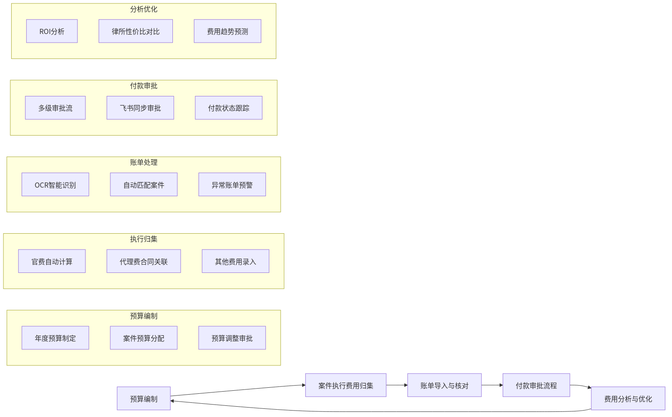 分析优化
ROI分析
律所性价比对比
费用趋势预测
付款审批
多级审批流
飞书同步审批
付款状态跟踪
账单处理
OCR智能识别
自动匹配案件
异常账单预警
执行归集
官费自动计算
代理费合同关联
其他费用录入
预算编制
年度预算制定
案件预算分配
预算调整审批
预算编制
案件执行费用归集
账单导入与核对
付款审批流程
费用分析与优化